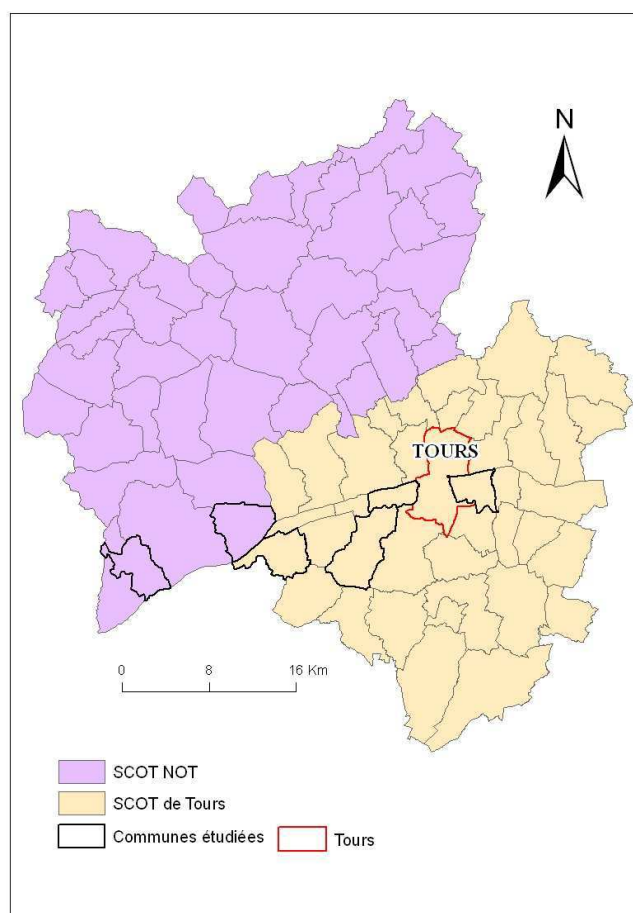 N
TOURS
0 8 16 Km
SCOT NOT
SCOT de Tours
Communes étudiées Tours